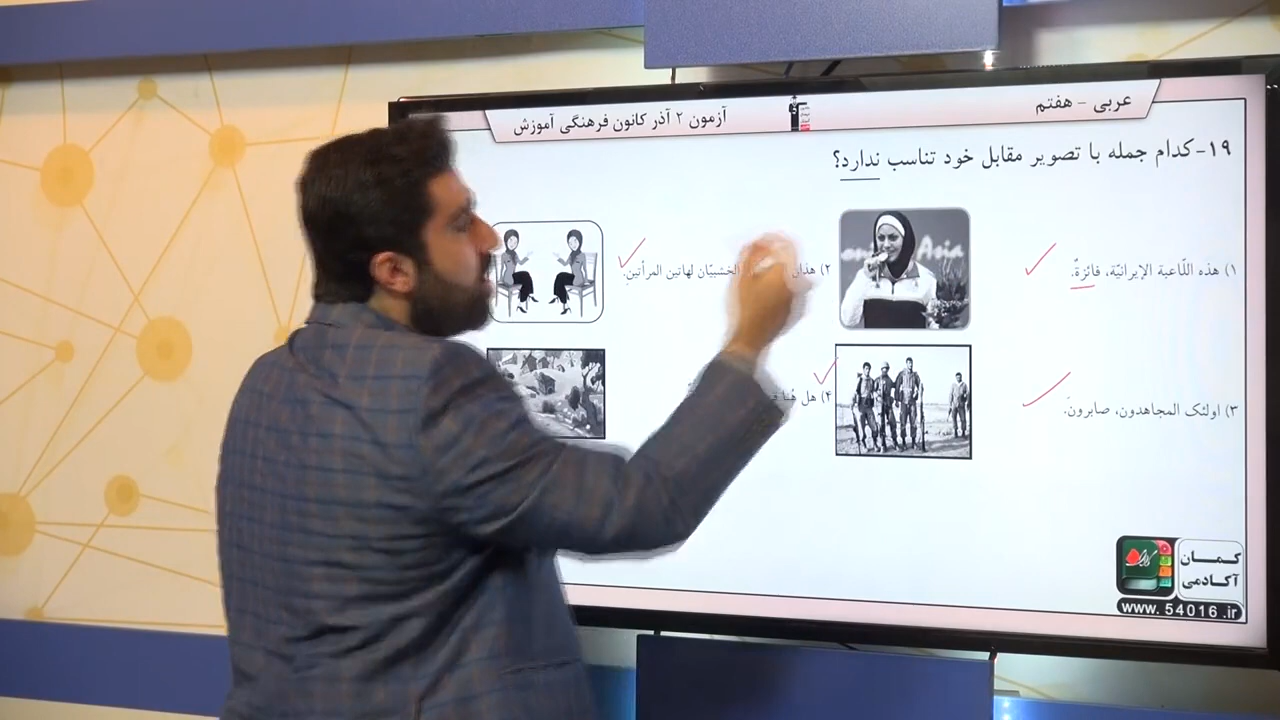 عربی - هفتم
آزمون ۲ آذر کانون فرهنگی آموزش
۱۹-کدام جمله با تصویر مقابل خود تناسب ندارد؟
۱) هذه اللّاعبة الإیرانیّة، فائزةٌ.
۲) هذان الخشبیّان لهاتین المرأتینِ.
۳) اولئک المجاهدون، صابرونَ.
۴) هل هُنا
Asia
کمـان
آکادمی
www.54016.ir